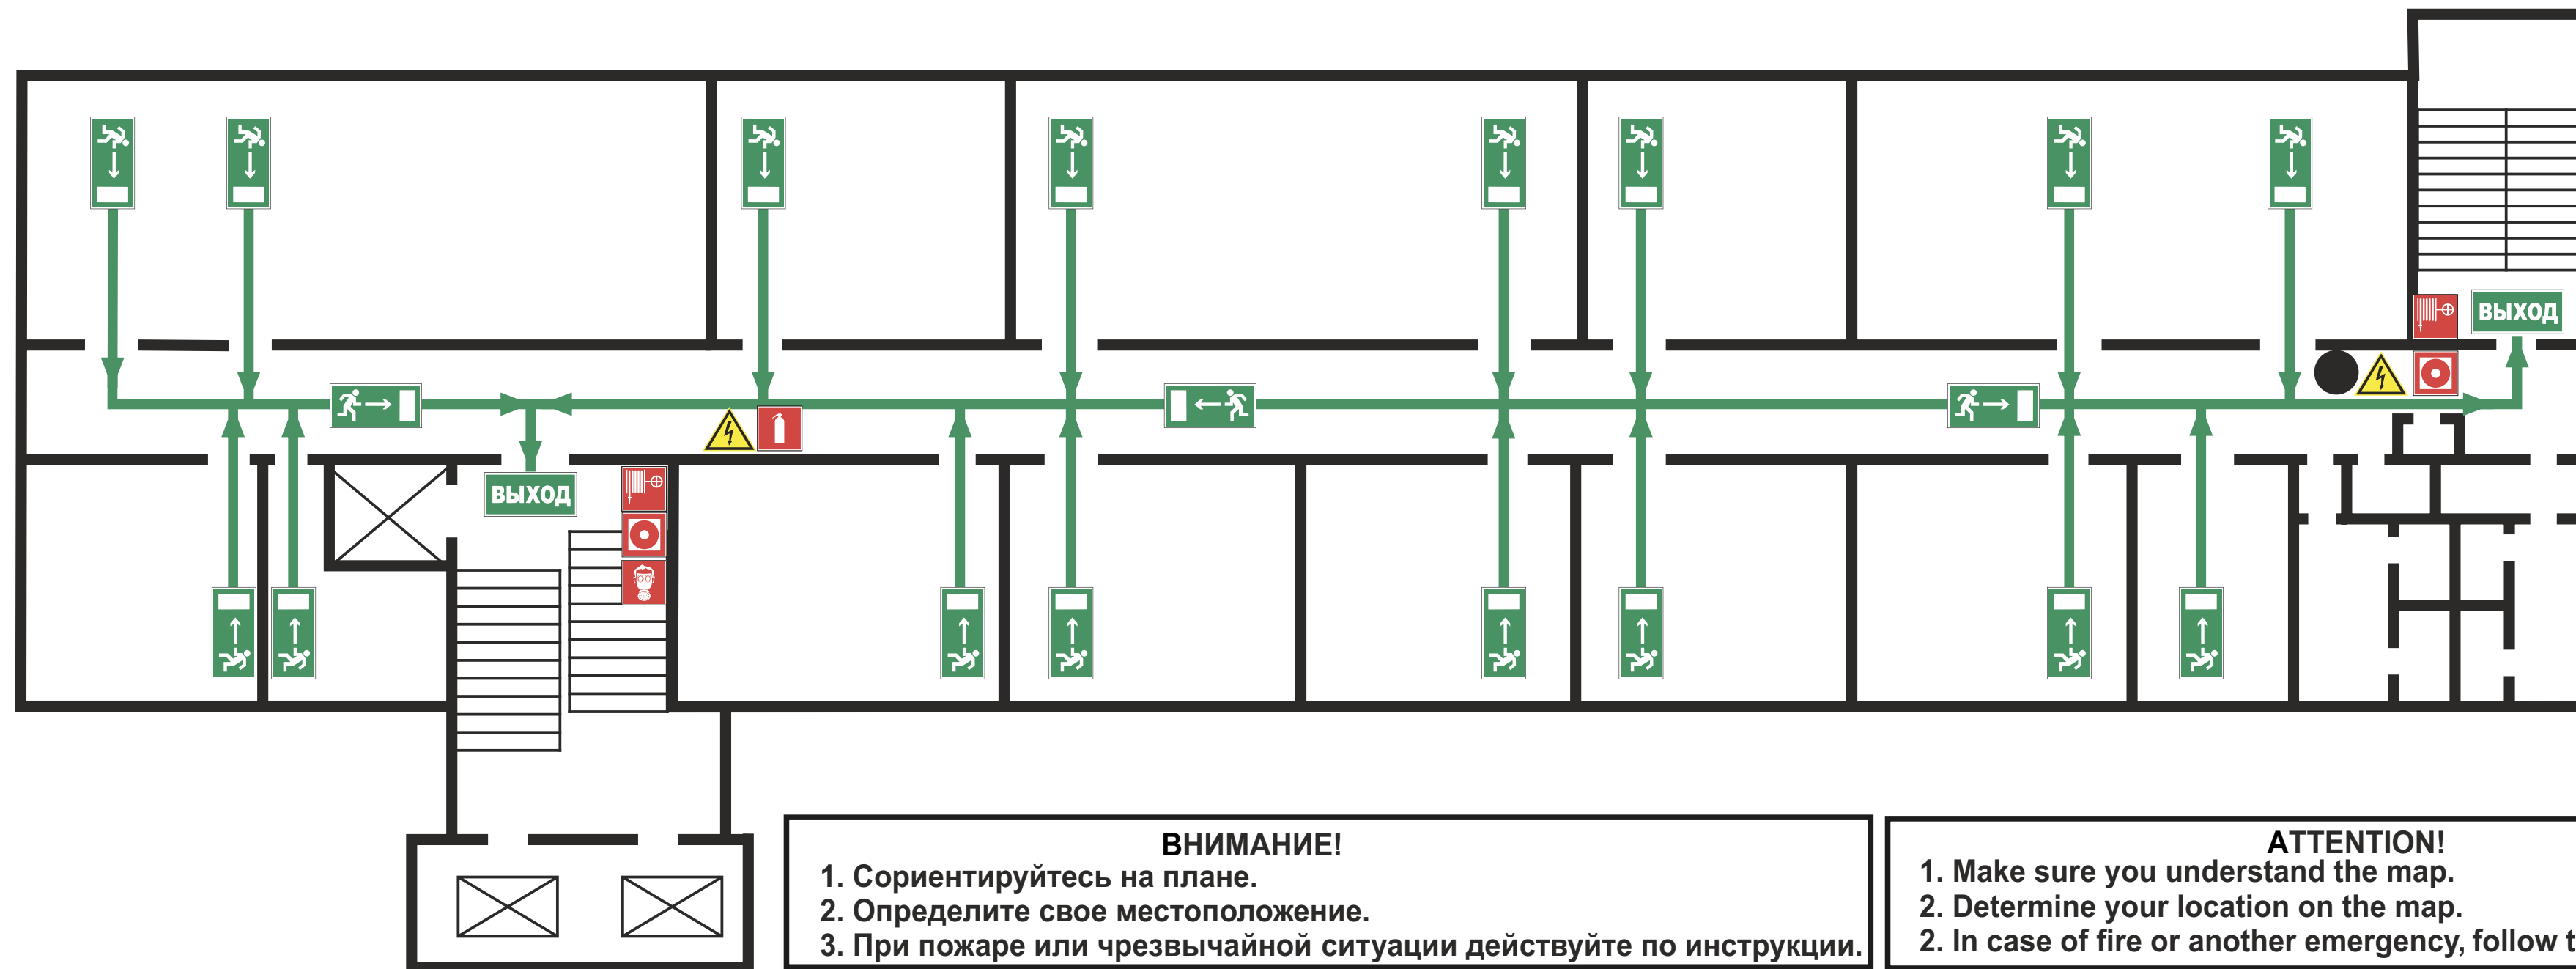 ВЫХОД
ВЫХОД
ВНИМАНИЕ!
1. Сориентируйтесь на плане.
2. Определите свое местоположение.
3. При пожаре или чрезвычайной ситуации действуйте по инструкции.
ATTENTION!
1. Make sure you understand the map.
2. Determine your location on the map.
2. In case of fire or another emergency, follow